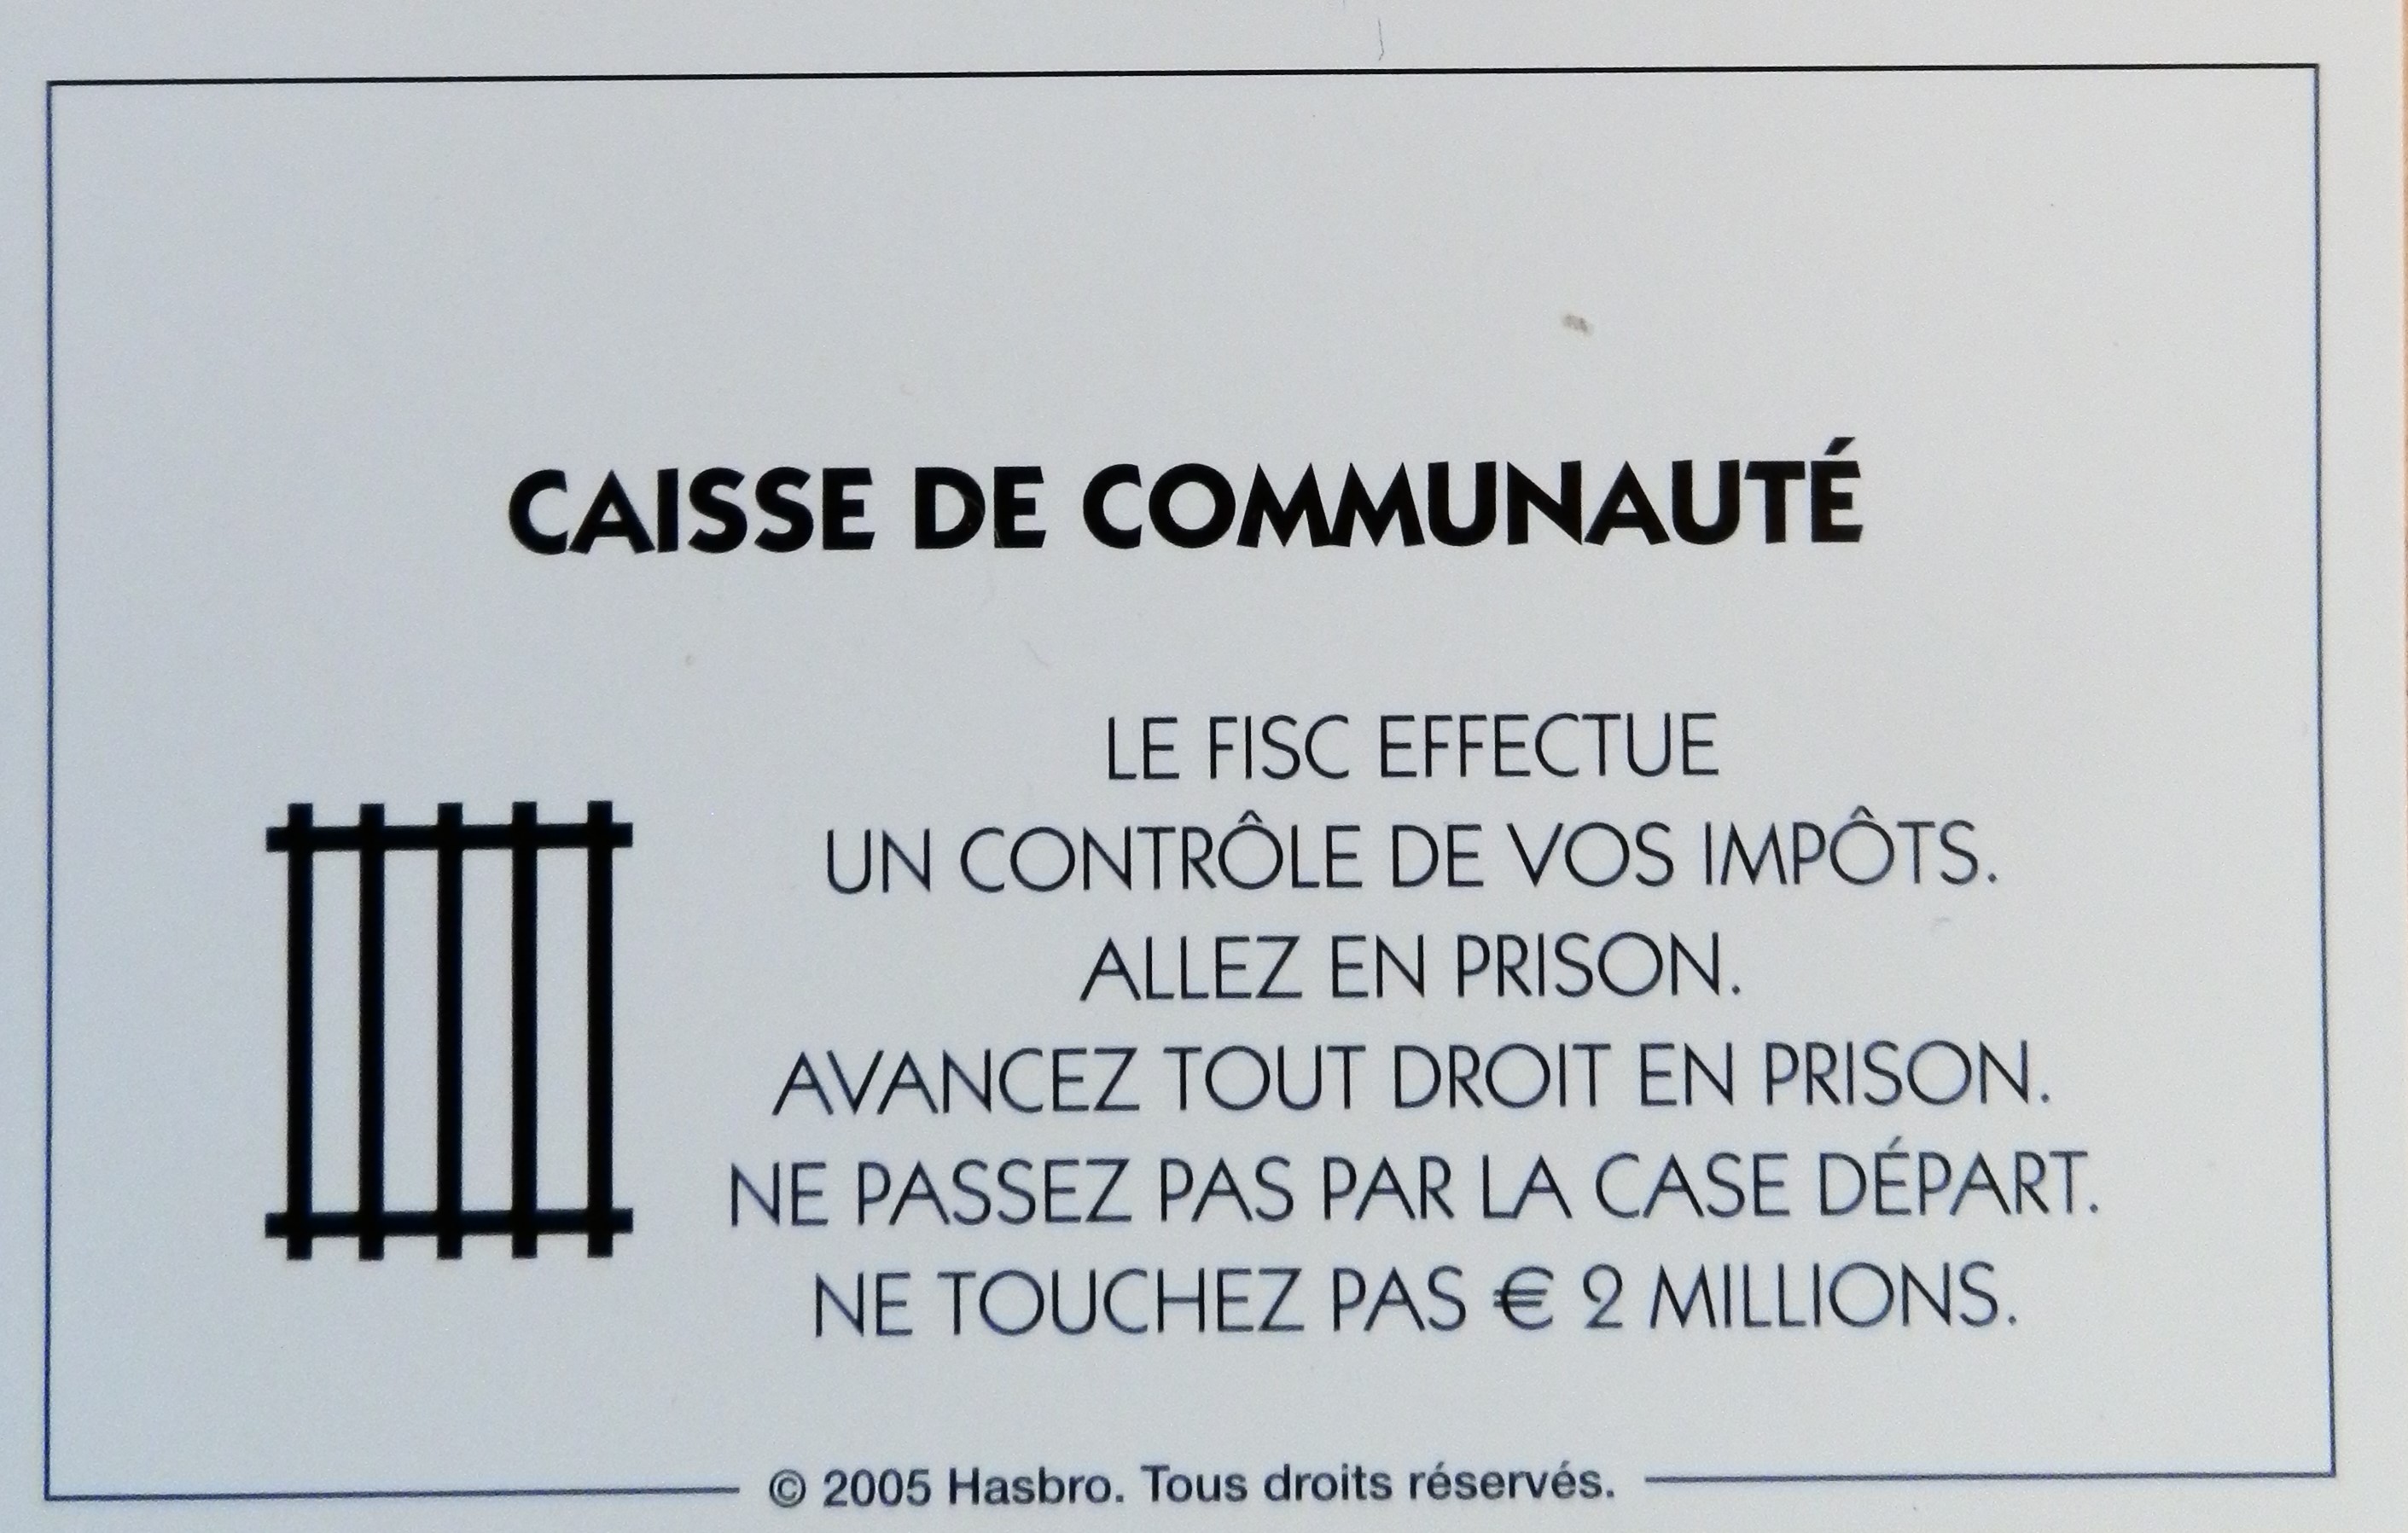 CAISSE DE COMMUNAUTÉ
LE FISC EFFECTUE
UN CONTRÔLE DE VOS IMPÔTS.
ALLEZ EN PRISON.
AVANCEZ TOUT DROIT EN PRISON.
NE PASSEZ PAS PAR LA CASE DÉPART.
NE TOUCHEZ PAS € 2 MILLIONS.
© 2005 Hasbro. Tous droits réservés.